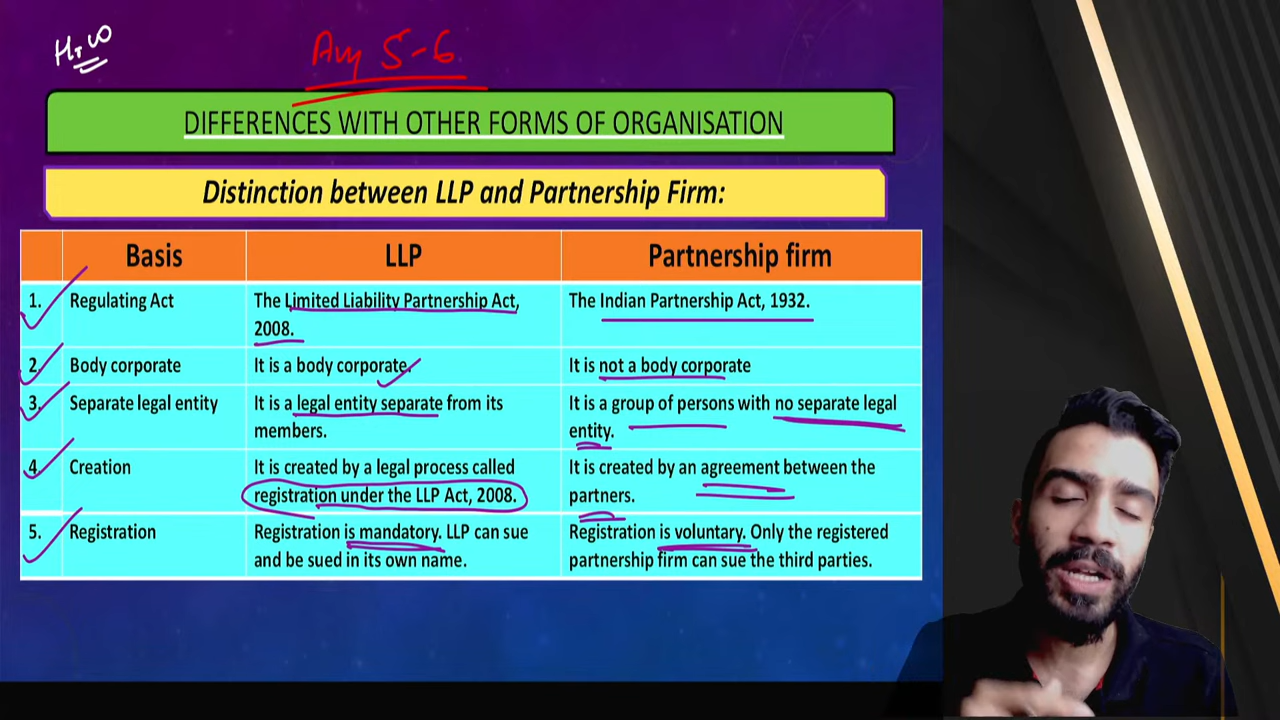 Any 5-6
DIFFERENCES WITH OTHER FORMS OF ORGANISATION
Distinction between LLP and Partnership Firm:
Basis LLP Partnership firm
1. Regulating Act The Limited Liability Partnership Act, The Indian Partnership Act, 1932.
2008.
2. Body corporate It is a body corporate It is not a body corporate
3. Separate legal entity It is a legal entity separate from its It is a group of persons with no separate legal
members. entity.
4. Creation It is created by a legal process called It is created by an agreement between the
registration under the LLP Act, 2008. partners.
5. Registration Registration is mandatory. LLP can sue Registration is voluntary. Only the registered
and be sued in its own name. partnership firm can sue the third parties.